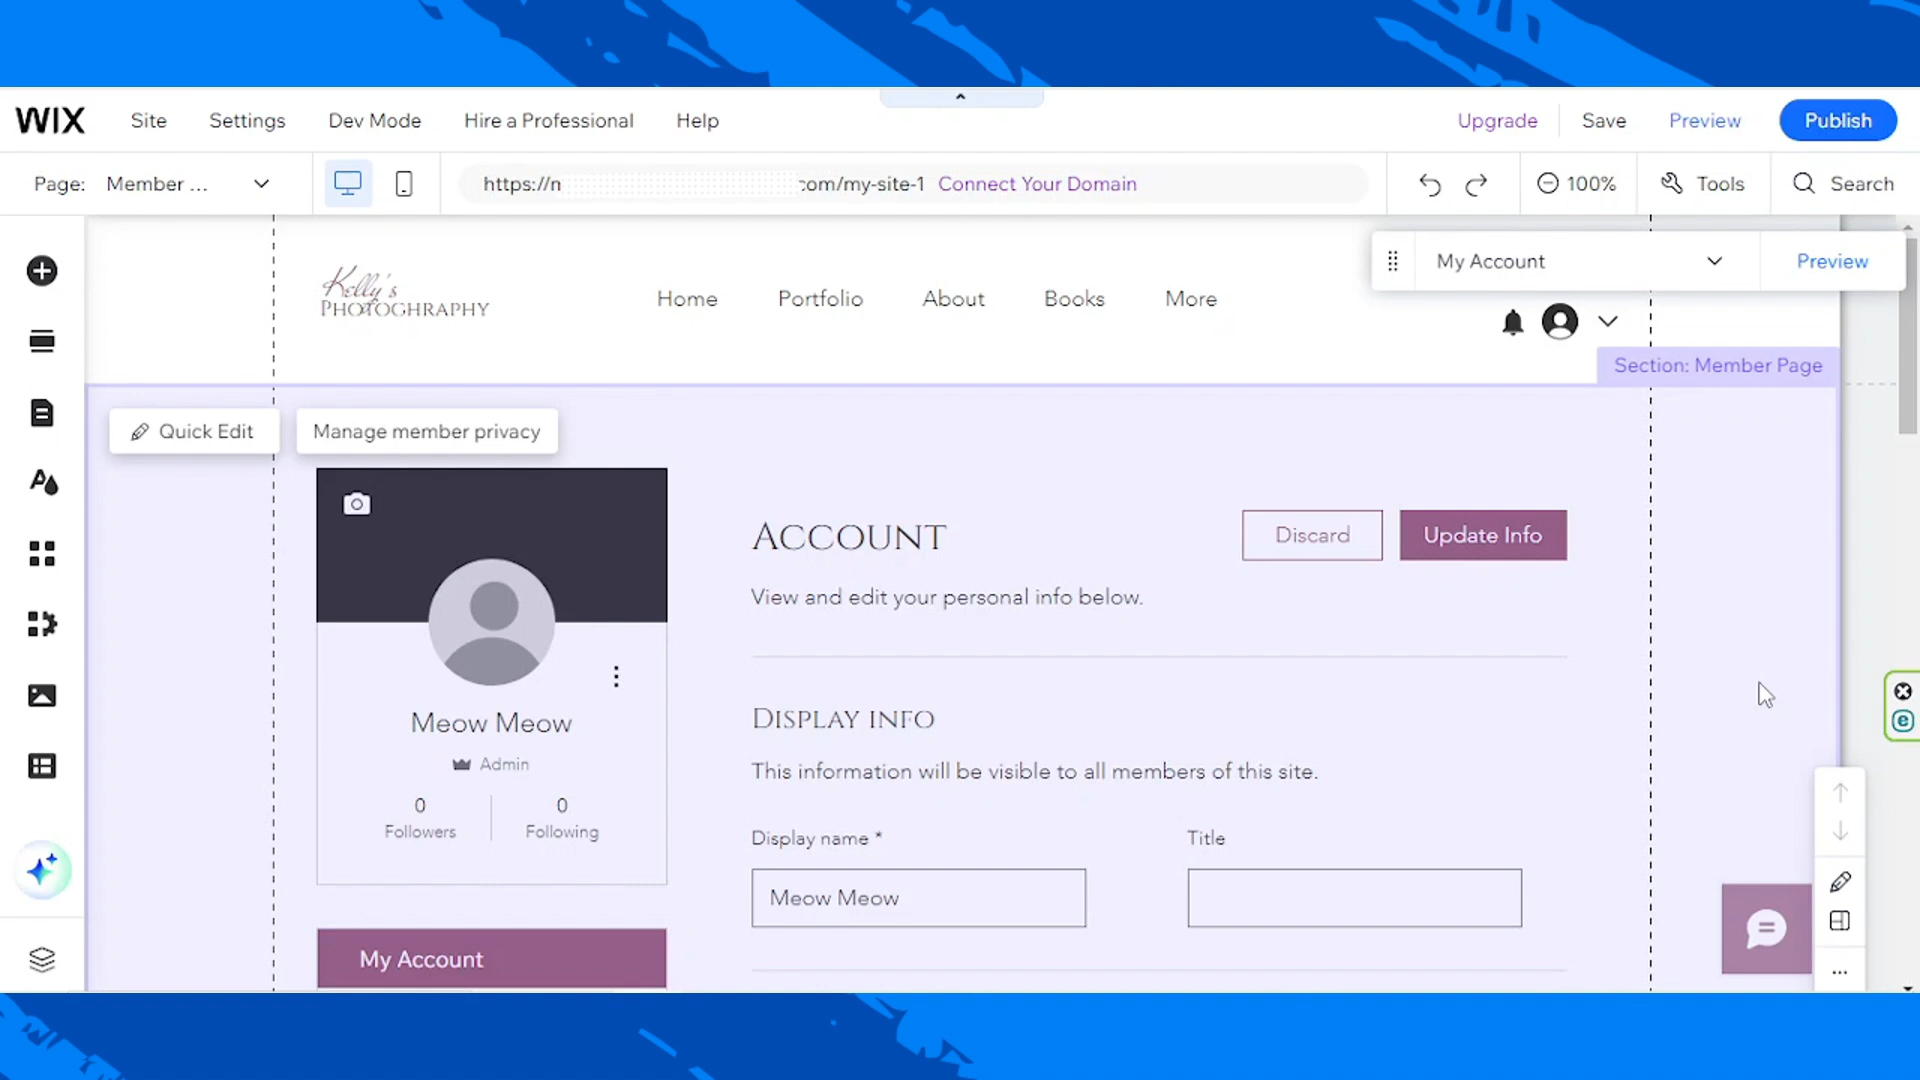 WIX Site Settings Dev Mode Hire a Professional Help Upgrade Save Preview Publish
Page: Member ... https://n com/my-site-1 Connect Your Domain 100% Tools Search
My Account Preview
Kelly's
Photoghraphy
Home Portfolio About Books More
Section: Member Page
Quick Edit Manage member privacy
Account
Discard Update Info
View and edit your personal info below.
Meow Meow
Admin
0 0
Followers Following
Display info
This information will be visible to all members of this site.
Display name * Title
Meow Meow
My Account